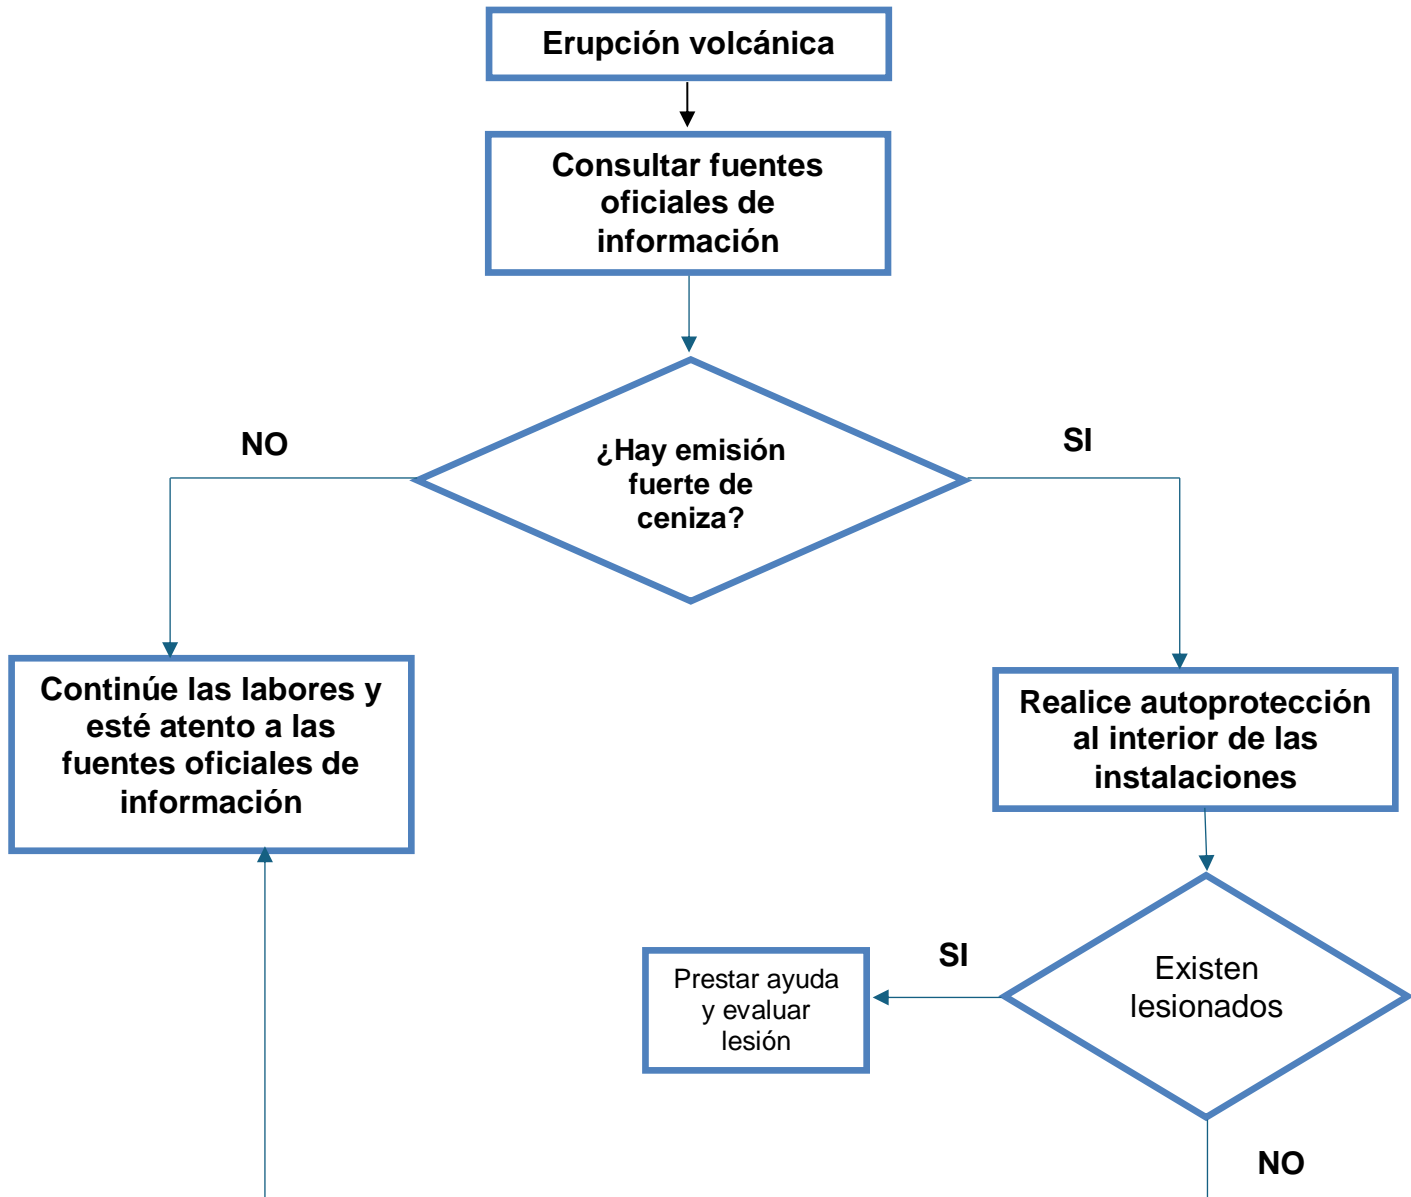 Erupción volcánica
Consultar fuentes
oficiales de
información
NO
SI
¿Hay emisión
fuerte de
ceniza?
Continúe las labores y
esté atento a las
fuentes oficiales de
información
Realice autoprotección
al interior de las
instalaciones
SI
Existen
lesionados
Prestar ayuda
y evaluar
lesión
NO